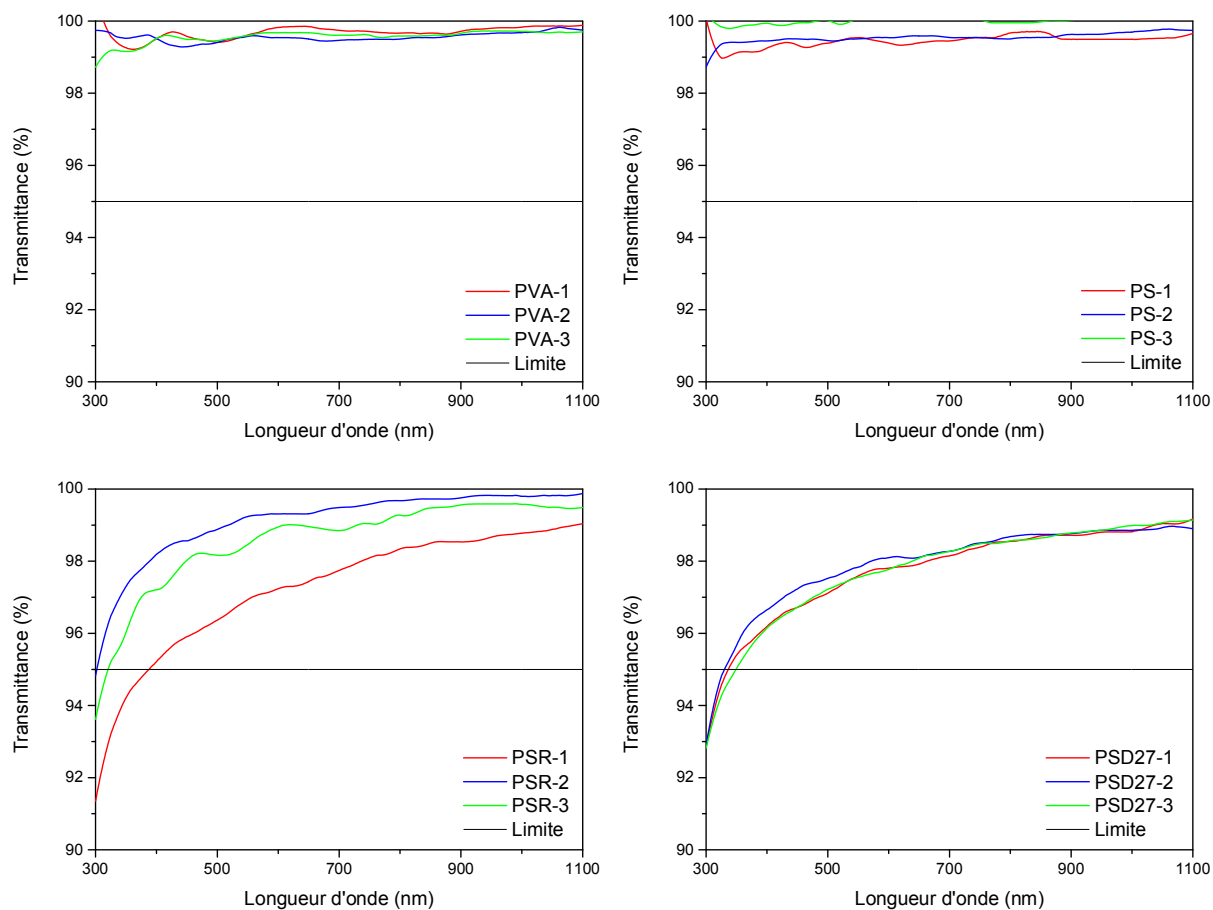 100
98
96
94
92
90
Transmittance (%)
PVA-1
PVA-2
PVA-3
Limite
300
500
700
900
1100
Longueur d'onde (nm)
100
98
96
94
92
90
Transmittance (%)
PS-1
PS-2
PS-3
Limite
300
500
700
900
1100
Longueur d'onde (nm)
100
98
96
94
92
90
Transmittance (%)
PSR-1
PSR-2
PSR-3
Limite
300
500
700
900
1100
Longueur d'onde (nm)
100
98
96
94
92
90
Transmittance (%)
PSD27-1
PSD27-2
PSD27-3
Limite
300
500
700
900
1100
Longueur d'onde (nm)